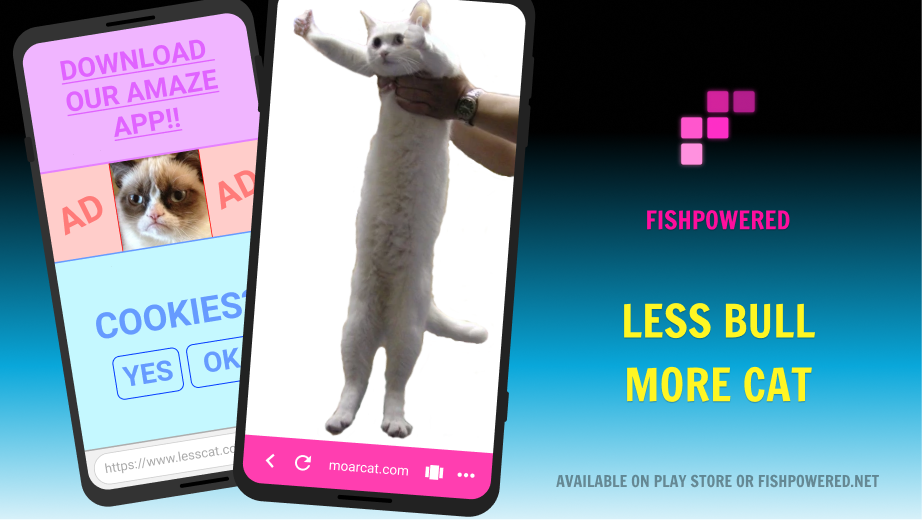 DOWNLOAD
OUR AMAZE
APP!!
AD
AD
COOKIES?
YES
OK
https://www.lesscat.co
moarcat.com
FISHPOWERED
LESS BULL
MORE CAT
AVAILABLE ON PLAY STORE OR FISHPOWERED.NET